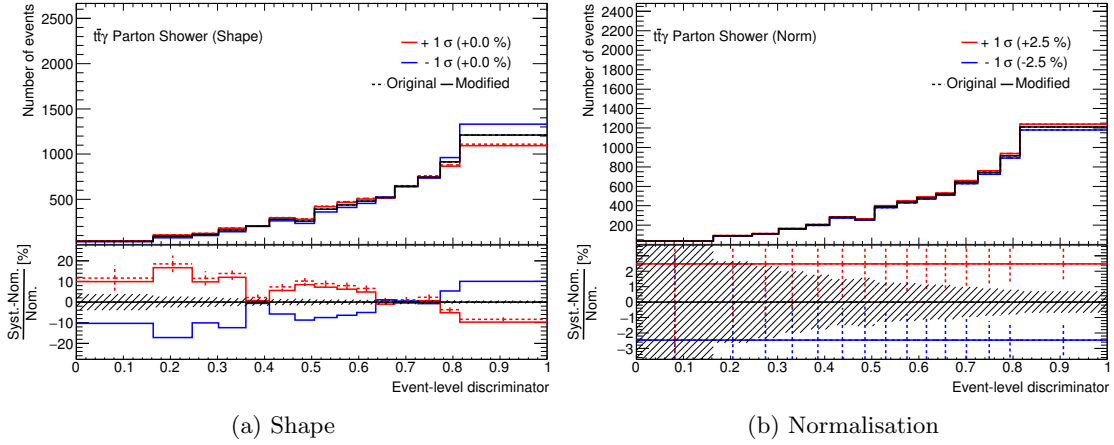 Number of events
2500
2000
1500
1000
500
tt̄γ Parton Shower (Shape)
+ 1 σ (+0.0 %)
- 1 σ (+0.0 %)
Original Modified
Syst.-Nom.
Nom.
[%]
20
10
0
−10
−20
0 0.1 0.2 0.3 0.4 0.5 0.6 0.7 0.8 0.9 1
Event-level discriminator
(a) Shape
Number of events
2400
2200
2000
1800
1600
1400
1200
1000
800
600
400
200
tt̄γ Parton Shower (Norm)
+ 1 σ (+2.5 %)
- 1 σ (-2.5 %)
Original Modified
Syst.-Nom.
Nom.
[%]
3
2
1
0
−1
−2
−3
0 0.1 0.2 0.3 0.4 0.5 0.6 0.7 0.8 0.9 1
Event-level discriminator
(b) Normalisation